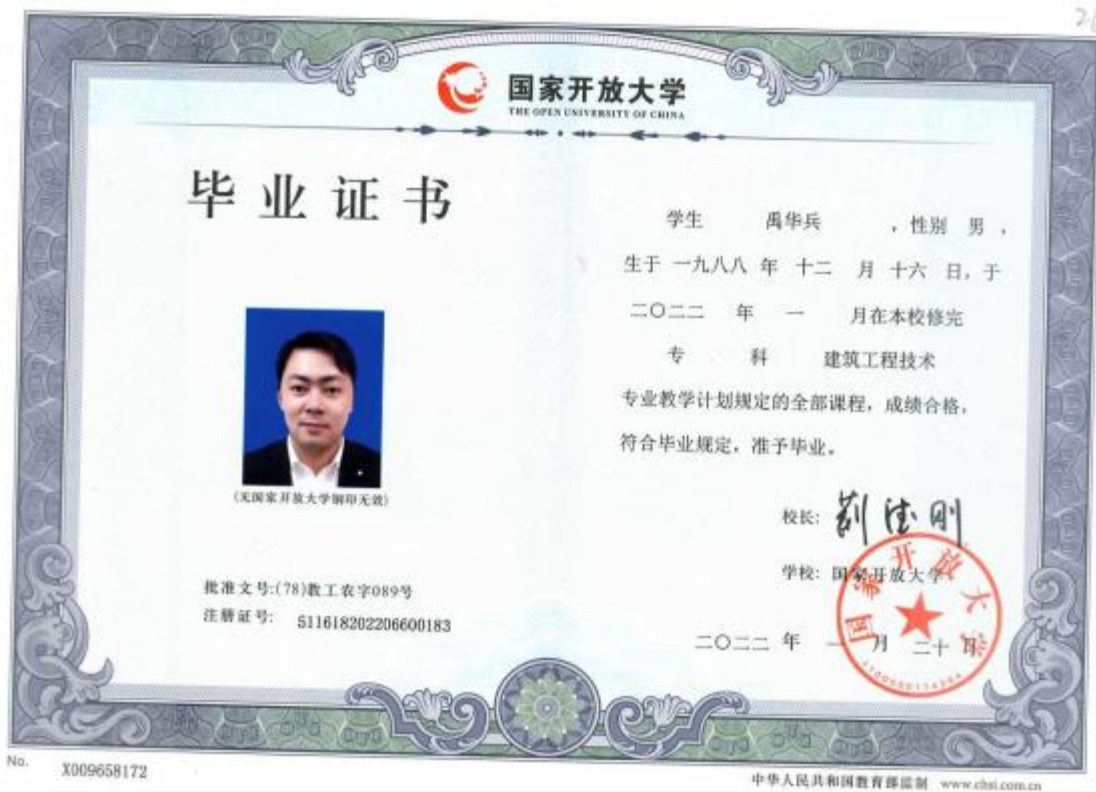 国家开放大学
THE OPEN UNIVERSITY OF CHINA
毕业证书
(无国家开放大学钢印无效)
批准文号:(78)教工农字089号
注册证号: 511618202206600183
学生 禹华兵 ,性别 男 ,
生于 一九八八 年 十二 月 十六 日,于
二〇二二 年 一 月在本校修完
专 科 建筑工程技术
专业教学计划规定的全部课程,成绩合格,
符合毕业规定,准予毕业。
校长:
学校: 国家开放大学
二〇二二 年 一 月 二十 日
国家开放大学
No. X009658172
中华人民共和国教育部监制 www.chsi.com.cn